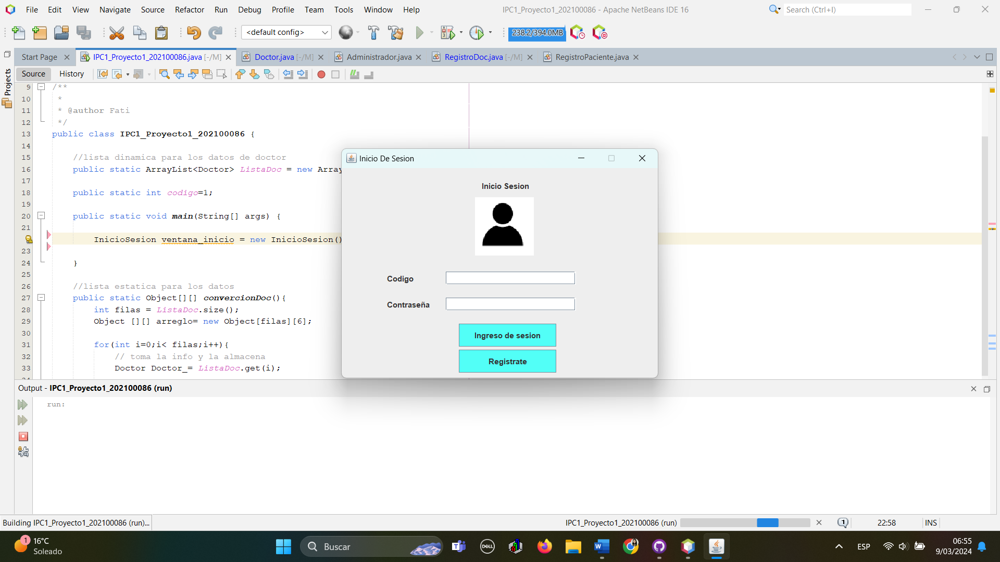 File Edit View Navigate Source Refactor Run Debug Profile Team Tools Window Help
IPC1_Proyecto1_202100086 - Apache NetBeans IDE 16
Search (Ctrl+I)
<default config>
238.2/394.0MB
Start Page
IPC1_Proyecto1_202100086.java [-/M]
Doctor.java [-/M]
Administrador.java
RegistroDoc.java [-/M]
RegistroPaciente.java
Projects
Source History
9 /**
10 *
11 * @author Fati
12 */
13 public class IPC1_Proyecto1_202100086 {
14
15 //lista dinamica para los datos de doctor
16 public static ArrayList<Doctor> ListaDoc = new Array
17
18 public static int codigo=1;
19
20 public static void main(String[] args) {
21
InicioSesion ventana_inicio = new InicioSesion()
23
24 }
25
26 //lista estatica para los datos
27 public static Object[][] convercionDoc(){
28 int filas = ListaDoc.size();
29 Object [][] arreglo= new Object[filas][6];
30
31 for(int i=0;i< filas;i++){
32 // toma la info y la almacena
33 Doctor Doctor_= ListaDoc.get(i);
Inicio De Sesion
Inicio Sesion
Codigo
Contraseña
Ingreso de sesion
Registrate
Output - IPC1_Proyecto1_202100086 (run)
run:
Building IPC1_Proyecto1_202100086 (run)...
IPC1_Proyecto1_202100086 (run)
1
22:58
INS
1
16°C
Soleado
Buscar
DELL
ESP
06:55
9/03/2024